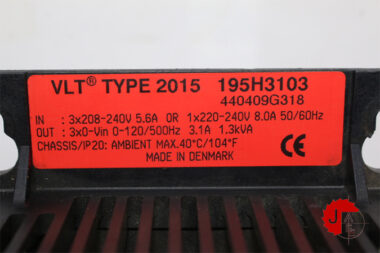 VLT® TYPE 2015 195H3103
440409G318
IN : 3x208-240V 5.6A OR 1x220-240V 8.0A 50/60Hz
OUT : 3x0-Vin 0-120/500Hz 3.1A 1.3kVA
CHASSIS/IP20: AMBIENT MAX.40°C/104°F
MADE IN DENMARK